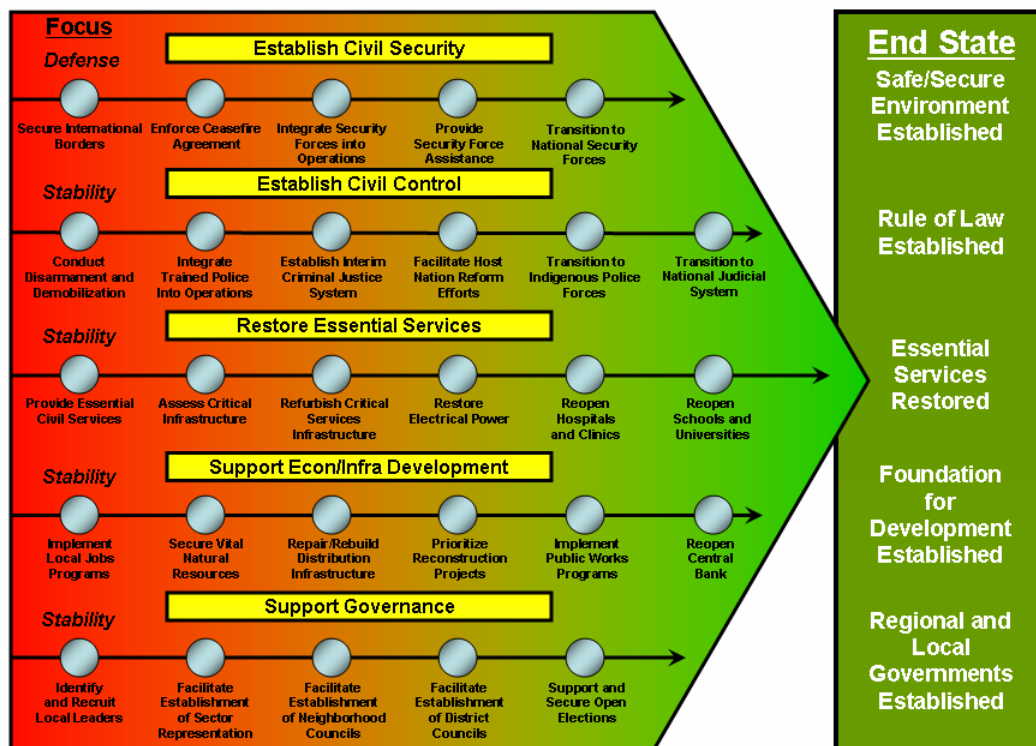 Focus
Defense
Establish Civil Security
Secure International
Borders
Enforce Ceasefire
Agreement
Integrate Security
Forces into
Operations
Provide
Security Force
Assistance
Transition to
National Security
Forces
Stability
Establish Civil Control
Conduct
Disarmament and
Demobilization
Integrate
Trained Police
Into Operations
Establish Interim
Criminal Justice
System
Facilitate Host
Nation Reform
Efforts
Transition to
Indigenous Police
Forces
Transition to
National Judicial
System
Stability
Restore Essential Services
Provide Essential
Civil Services
Assess Critical
Infrastructure
Refurbish Critical
Services
Infrastructure
Restore
Electrical Power
Reopen
Hospitals
and Clinics
Reopen
Schools and
Universities
Stability
Support Econ/Infra Development
Implement
Local Jobs
Programs
Secure Vital
Natural
Resources
Repair/Rebuild
Distribution
Infrastructure
Prioritize
Reconstruction
Projects
Implement
Public Works
Programs
Reopen
Central
Bank
Stability
Support Governance
Identify
and Recruit
Local Leaders
Facilitate
Establishment
of Sector
Representation
Facilitate
Establishment
of Neighborhood
Councils
Facilitate
Establishment
of District
Councils
Support and
Secure Open
Elections
End State
Safe/Secure
Environment
Established
Rule of Law
Established
Essential
Services
Restored
Foundation
for
Development
Established
Regional and
Local
Governments
Established